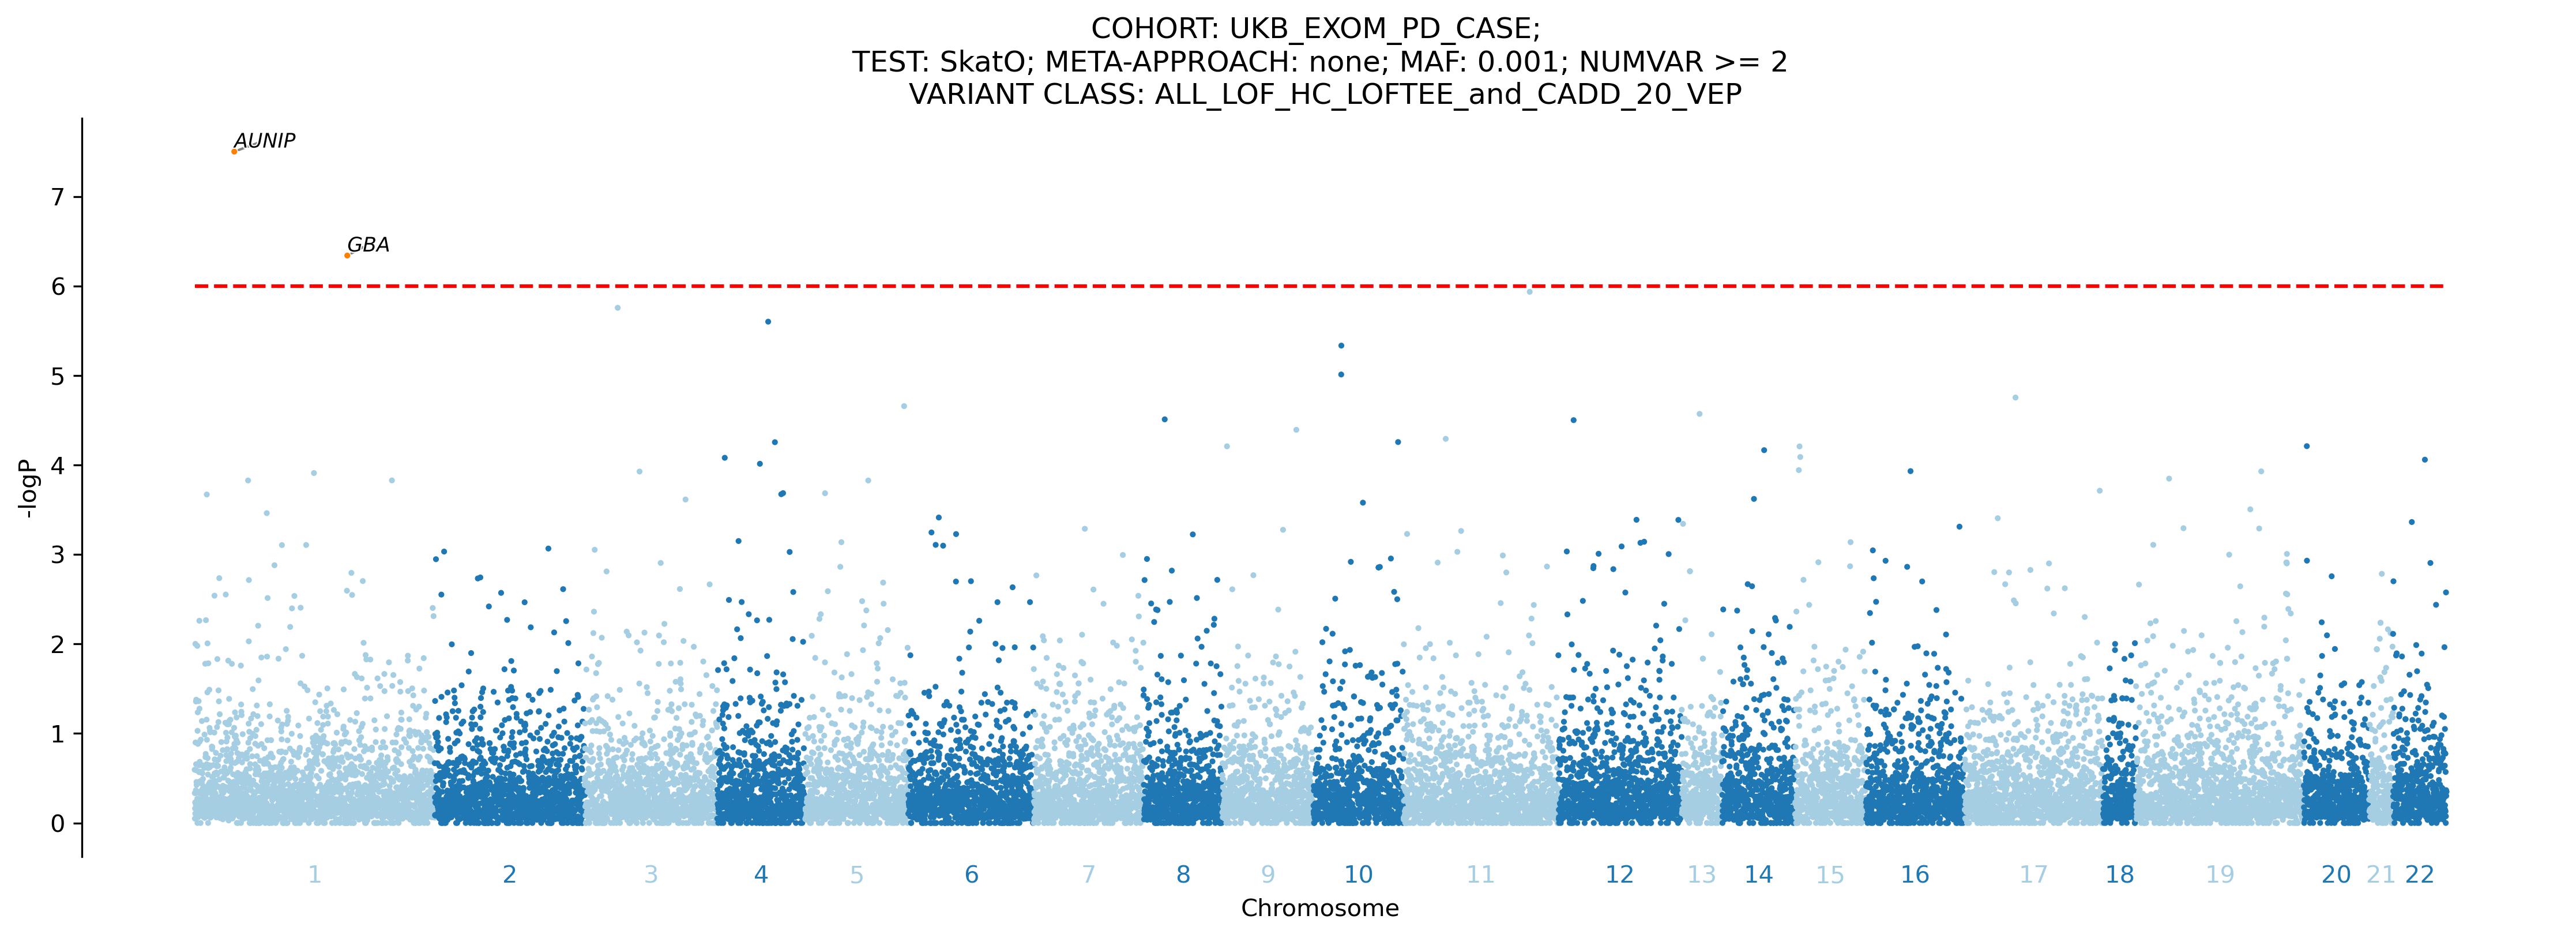 COHORT: UKB_EXOM_PD_CASE;
TEST: SkatO; META-APPROACH: none; MAF: 0.001; NUMVAR >= 2
VARIANT CLASS: ALL_LOF_HC_LOFTEE_and_CADD_20_VEP
AUNIP
7
GBA
6
5
4
-logP
3
2
1
0
1 2 3 4 5 6 7 8 9 10 11 12 13 14 15 16 17 18 19 20 21 22
Chromosome